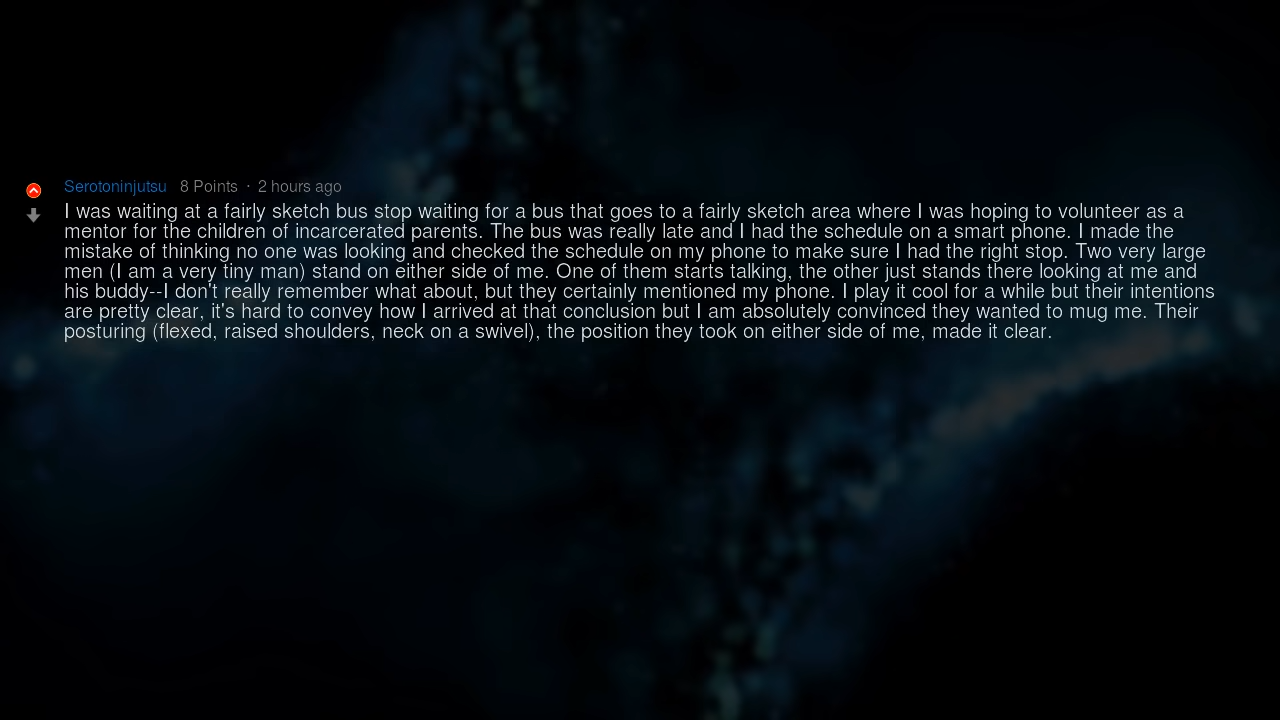 Serotoninjutsu 8 Points · 2 hours ago
I was waiting at a fairly sketch bus stop waiting for a bus that goes to a fairly sketch area where I was hoping to volunteer as a
mentor for the children of incarcerated parents. The bus was really late and I had the schedule on a smart phone. I made the
mistake of thinking no one was looking and checked the schedule on my phone to make sure I had the right stop. Two very large
men (I am a very tiny man) stand on either side of me. One of them starts talking, the other just stands there looking at me and
his buddy--I don't really remember what about, but they certainly mentioned my phone. I play it cool for a while but their intentions
are pretty clear, it's hard to convey how I arrived at that conclusion but I am absolutely convinced they wanted to mug me. Their
posturing (flexed, raised shoulders, neck on a swivel), the position they took on either side of me, made it clear.